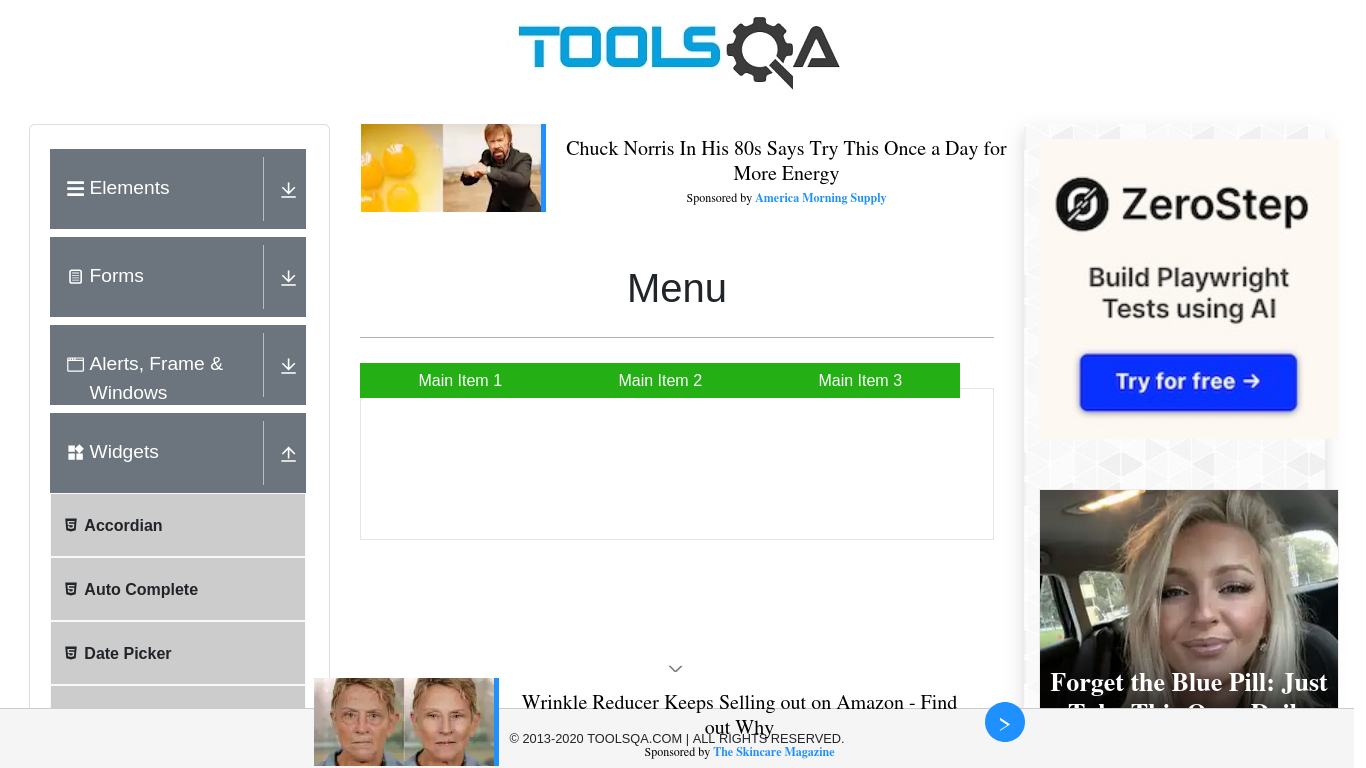 TOOLSQA
Elements
Forms
Alerts, Frame &
Windows
Widgets
Accordian
Auto Complete
Date Picker
Chuck Norris In His 80s Says Try This Once a Day for
More Energy
Sponsored by America Morning Supply
Menu
Main Item 1
Main Item 2
Main Item 3
ZeroStep
Build Playwright
Tests using AI
Try for free →
Forget the Blue Pill: Just
Wrinkle Reducer Keeps Selling out on Amazon - Find
out Why
© 2013-2020 TOOLSQA.COM | ALL RIGHTS RESERVED.
Sponsored by The Skincare Magazine